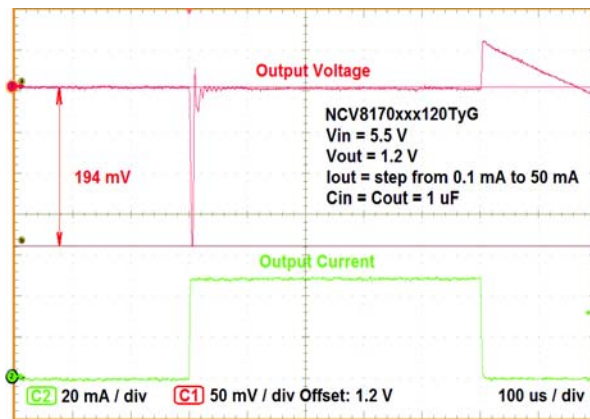 Output Voltage
NCV8170xxx120TyG
Vin = 5.5 V
Vout = 1.2 V
Iout = step from 0.1 mA to 50 mA
Cin = Cout = 1 uF
194 mV
Output Current
C2 20 mA / div C1 50 mV / div Offset: 1.2 V 100 us / div